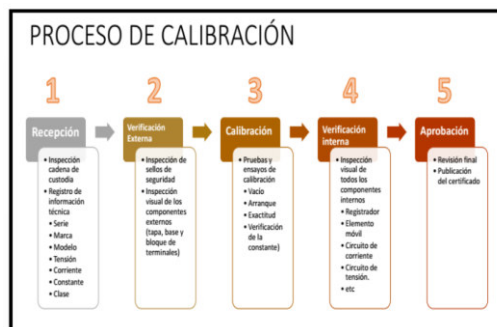 PROCESO DE CALIBRACIÓN
1
Recepción
• Inspección
cadena de
custodia
• Registro de
información
técnica
• Serie
• Marca
• Modelo
• Tensión
• Corriente
• Constante
• Clase
2
Verificación
Externa
• Inspección de
sellos de
seguridad
• Inspección
visual de los
componentes
externos
(tapa, base y
bloque de
terminales)
3
Calibración
• Pruebas y
ensayos de
calibración
• Vacío
• Arranque
• Exactitud
• Verificación
de la
constante)
4
Verificación
interna
• Inspección
visual de
todos los
componentes
internos
• Registrador
• Elemento
móvil
• Circuito de
corriente
• Circuito de
tensión.
• etc
5
Aprobación
• Revisión final
• Publicación
del certificado